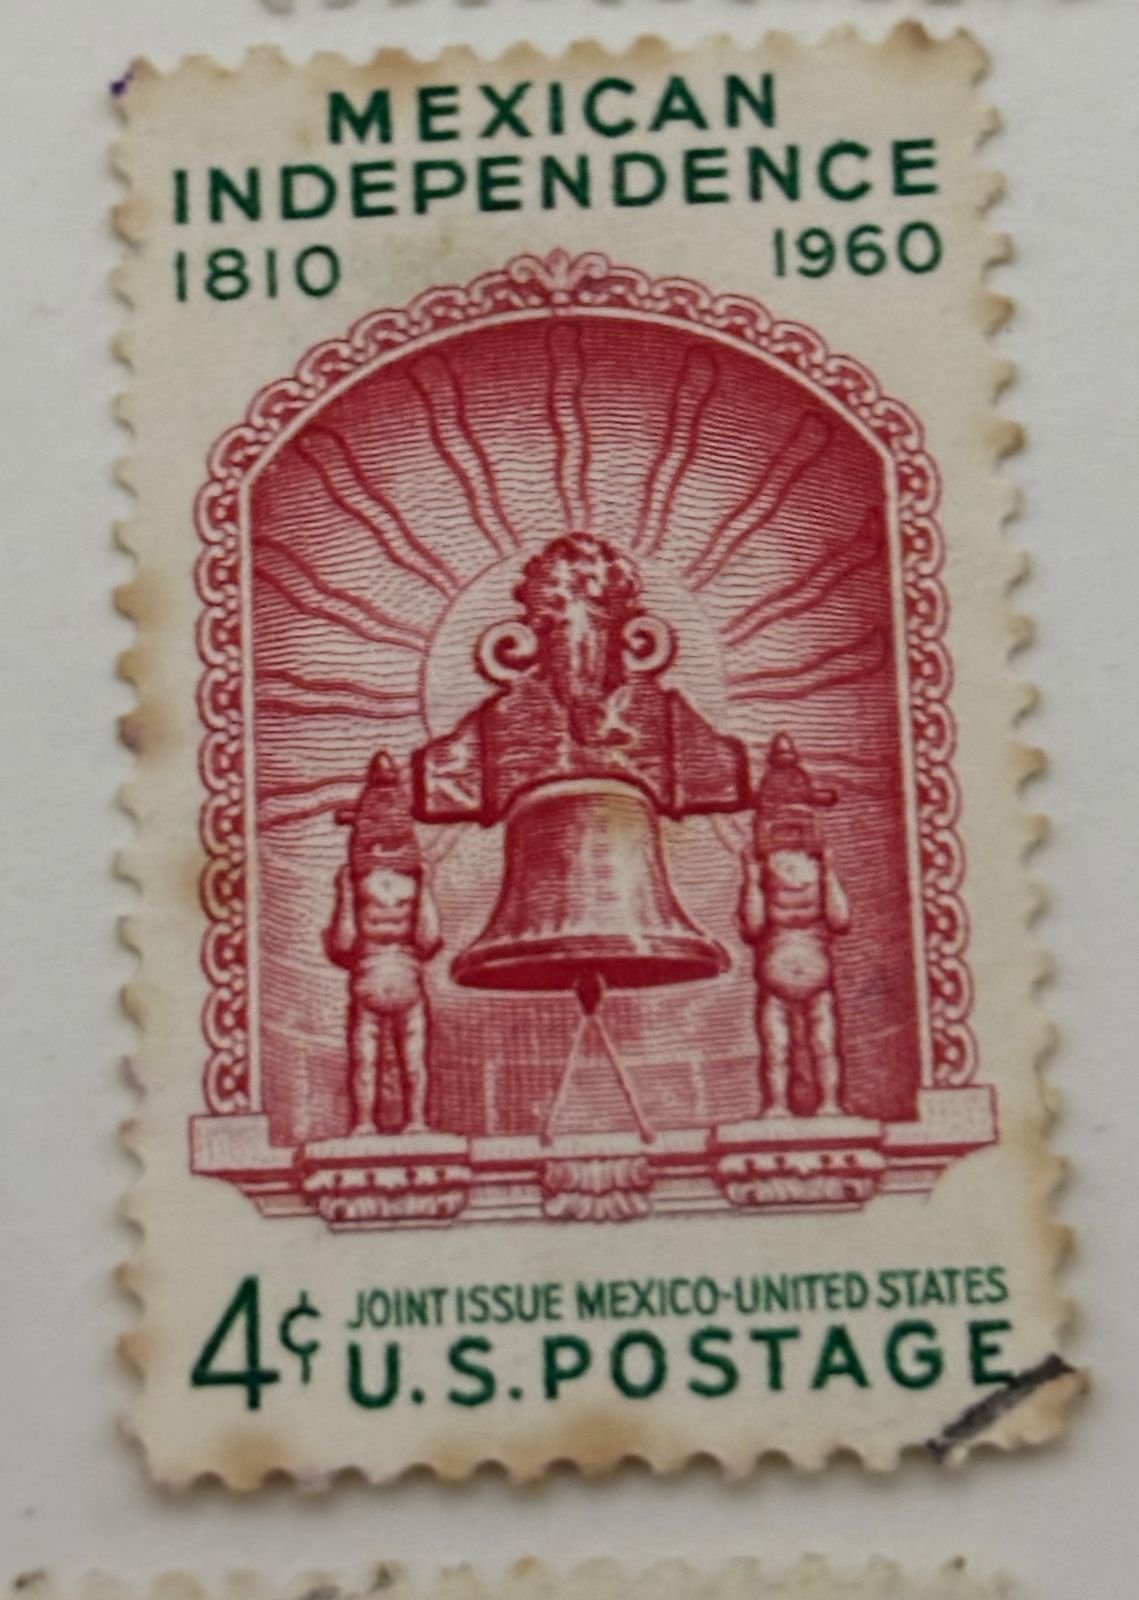 MEXICAN
INDEPENDENCE
1810 1960
4¢ JOINT ISSUE MEXICO-UNITED STATES
U.S. POSTAGE